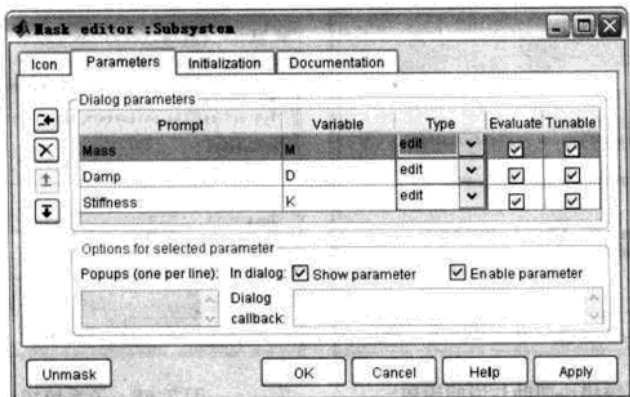 Mask editor :Subsystem
Icon Parameters Initialization Documentation
Dialog parameters
Prompt Variable Type Evaluate Tunable
Mass M edit
Damp D edit
Stiffness K edit
Options for selected parameter
Popups (one per line): In dialog: Show parameter Enable parameter
Dialog
callback:
Unmask OK Cancel Help Apply